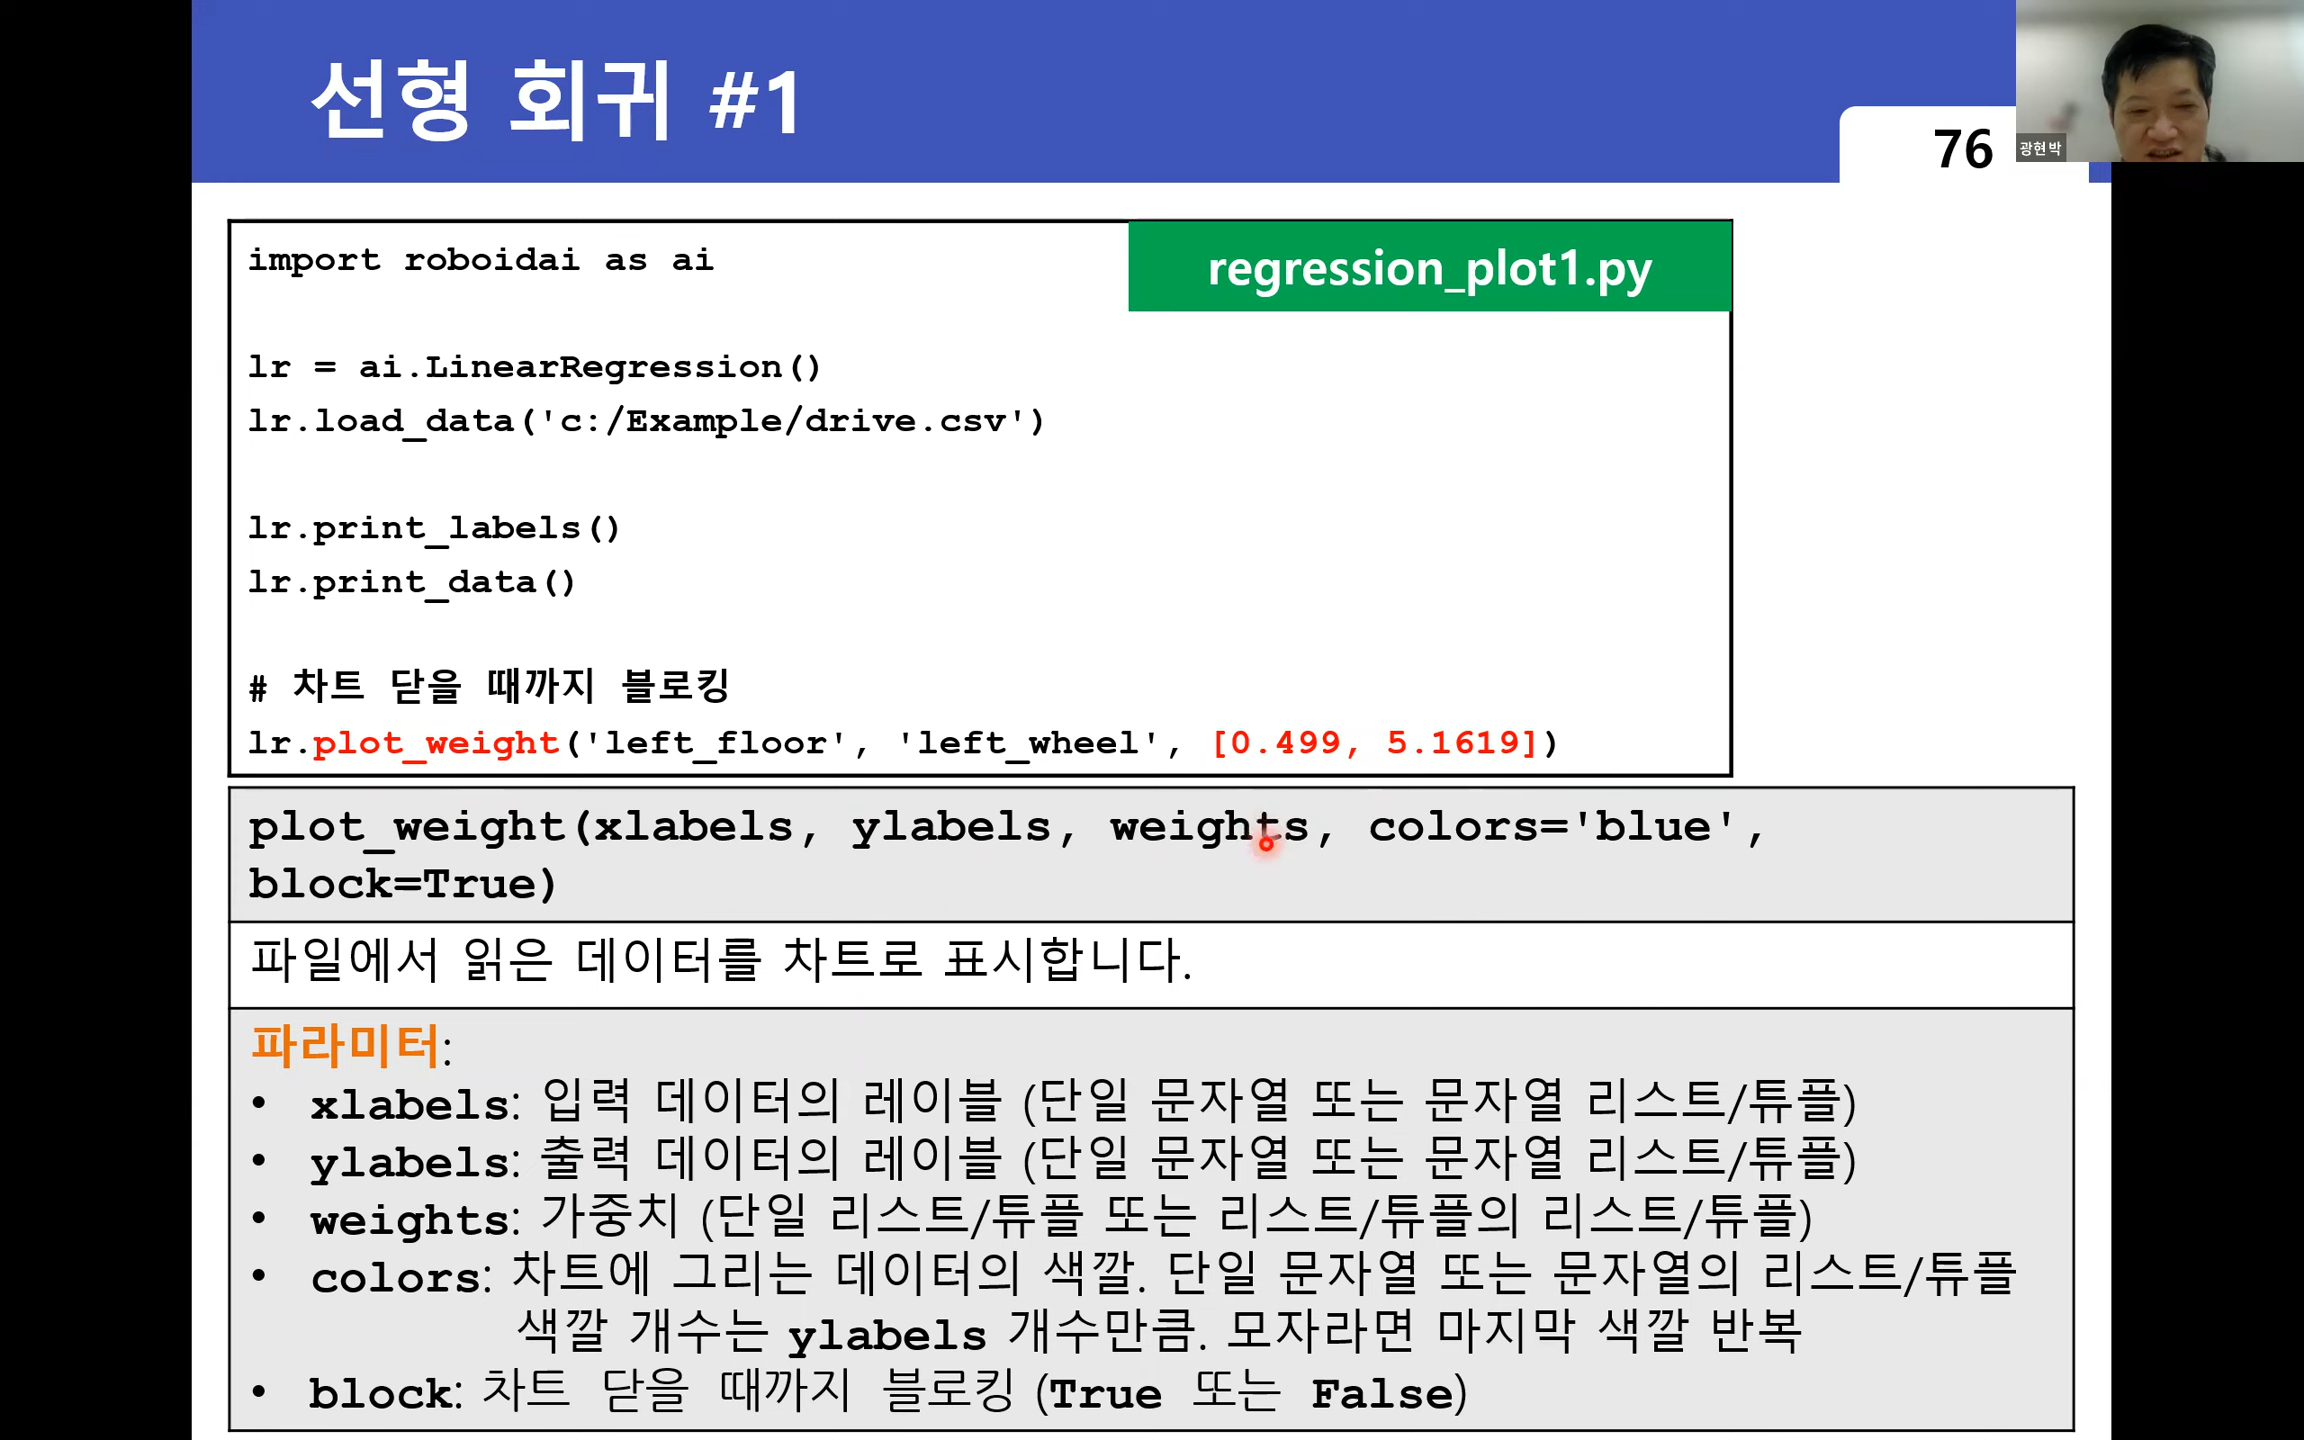 선형 회귀 #1
76
광현박
import roboidai as ai
regression_plot1.py
lr = ai.LinearRegression()
lr.load_data('c:/Example/drive.csv')
lr.print_labels()
lr.print_data()
# 차트 닫을 때까지 블로킹
lr.plot_weight('left_floor', 'left_wheel', [0.499, 5.1619])
plot_weight(xlabels, ylabels, weights, colors='blue',
block=True)
파일에서 읽은 데이터를 차트로 표시합니다.
파라미터:
• xlabels: 입력 데이터의 레이블 (단일 문자열 또는 문자열 리스트/튜플)
• ylabels: 출력 데이터의 레이블 (단일 문자열 또는 문자열 리스트/튜플)
• weights: 가중치 (단일 리스트/튜플 또는 리스트/튜플의 리스트/튜플)
• colors: 차트에 그리는 데이터의 색깔. 단일 문자열 또는 문자열의 리스트/튜플
색깔 개수는 ylabels 개수만큼. 모자라면 마지막 색깔 반복
• block: 차트 닫을 때까지 블로킹 (True 또는 False)